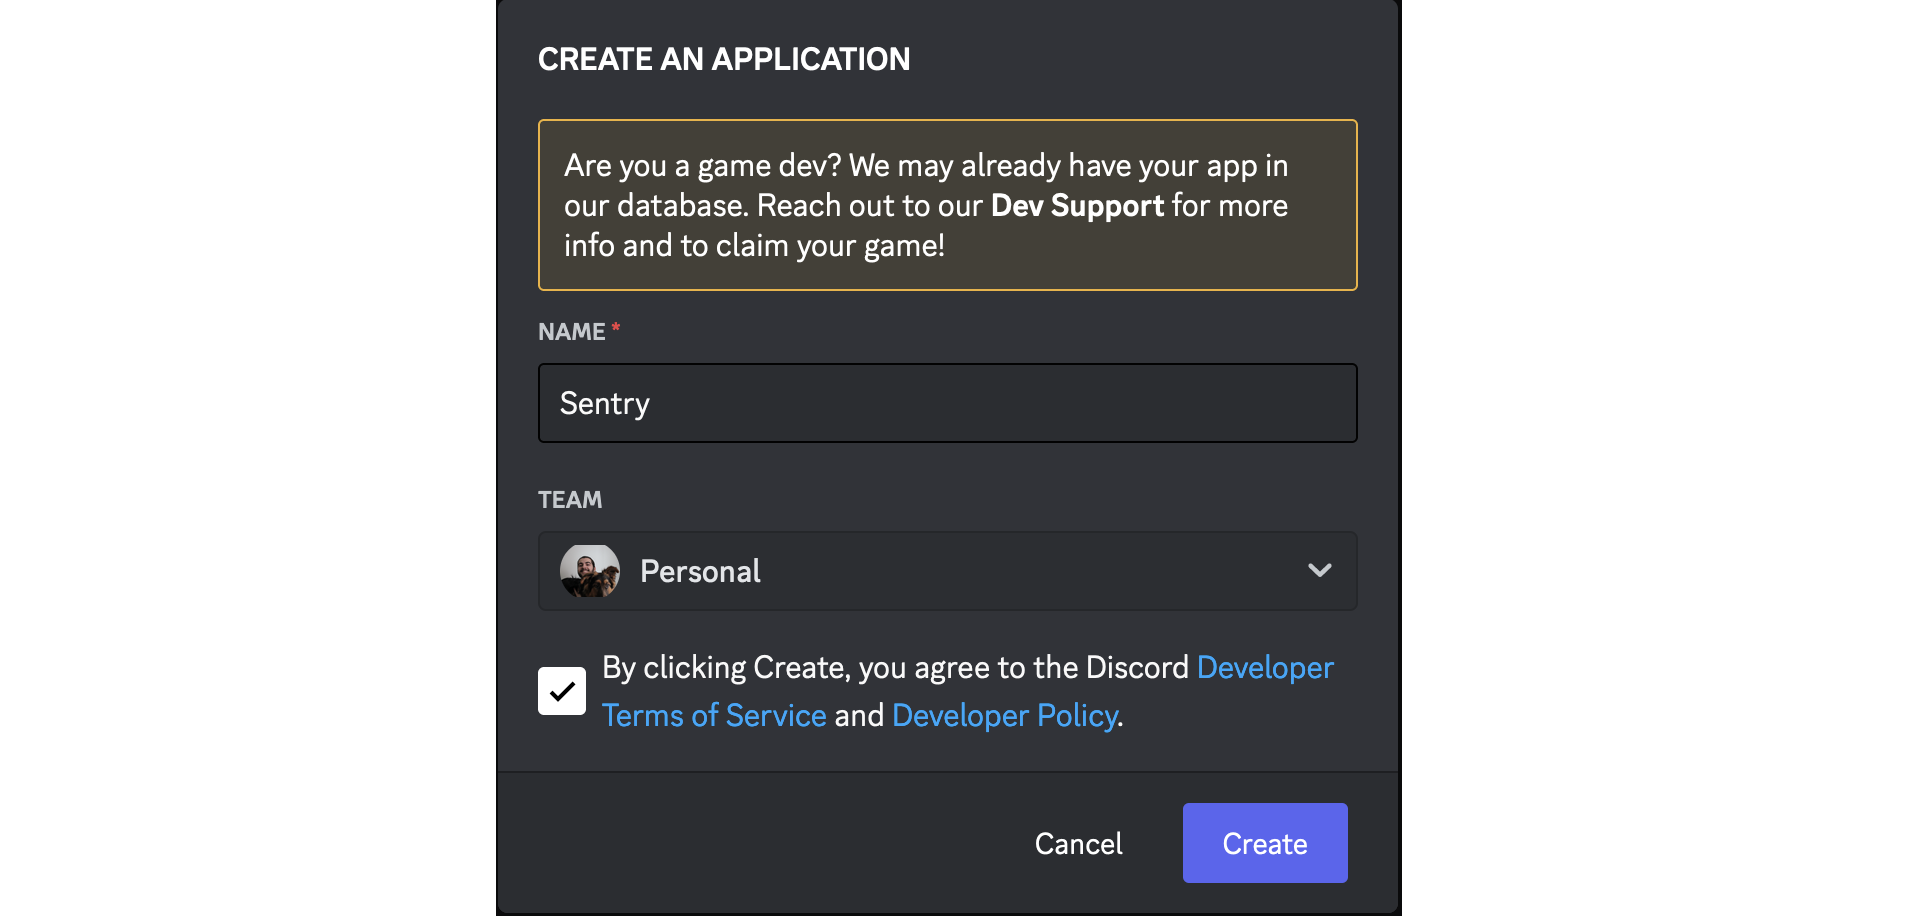 CREATE AN APPLICATION
Are you a game dev? We may already have your app in
our database. Reach out to our Dev Support for more
info and to claim your game!
NAME *
Sentry
TEAM
Personal
By clicking Create, you agree to the Discord Developer
Terms of Service and Developer Policy.
Cancel
Create